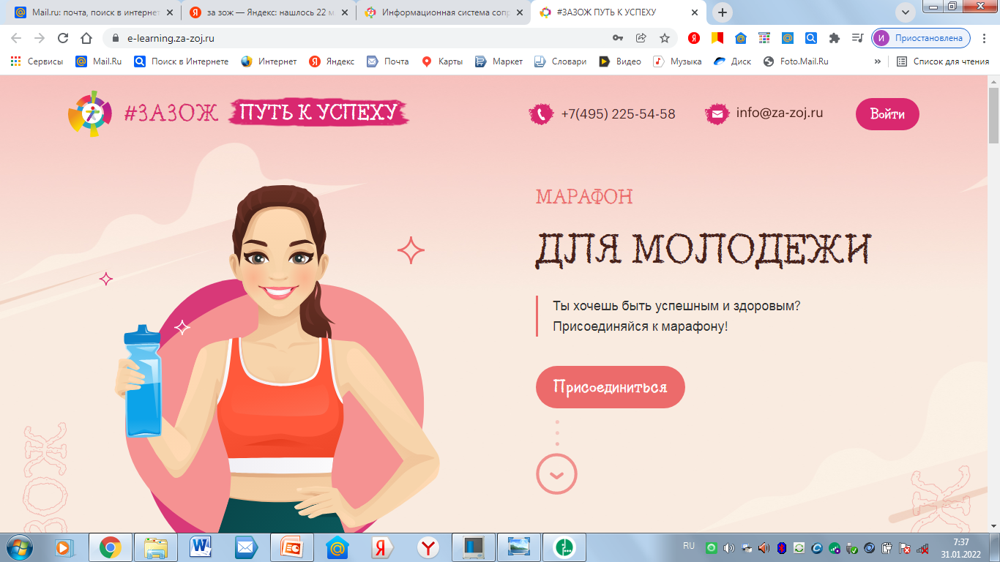 Mail.ru: почта, поиск в интернет
за зож — Яндекс: нашлось 22 м
Информационная система сопр
#ЗАЗОЖ ПУТЬ К УСПЕХУ
e-learning.za-zoj.ru
И Приостановлена
Сервисы
Mail.Ru
Поиск в Интернете
Интернет
Яндекс
Почта
Карты
Маркет
Словари
Видео
Музыка
Диск
Foto.Mail.Ru
»
Список для чтения
#ЗАЗОЖ ПУТЬ К УСПЕХУ
+7(495) 225-54-58
info@za-zoj.ru
Войти
МАРАФОН
ДЛЯ МОЛОДЕЖИ
Ты хочешь быть успешным и здоровым?
Присоединяйся к марафону!
Присоединиться
RU
7:37
31.01.2022